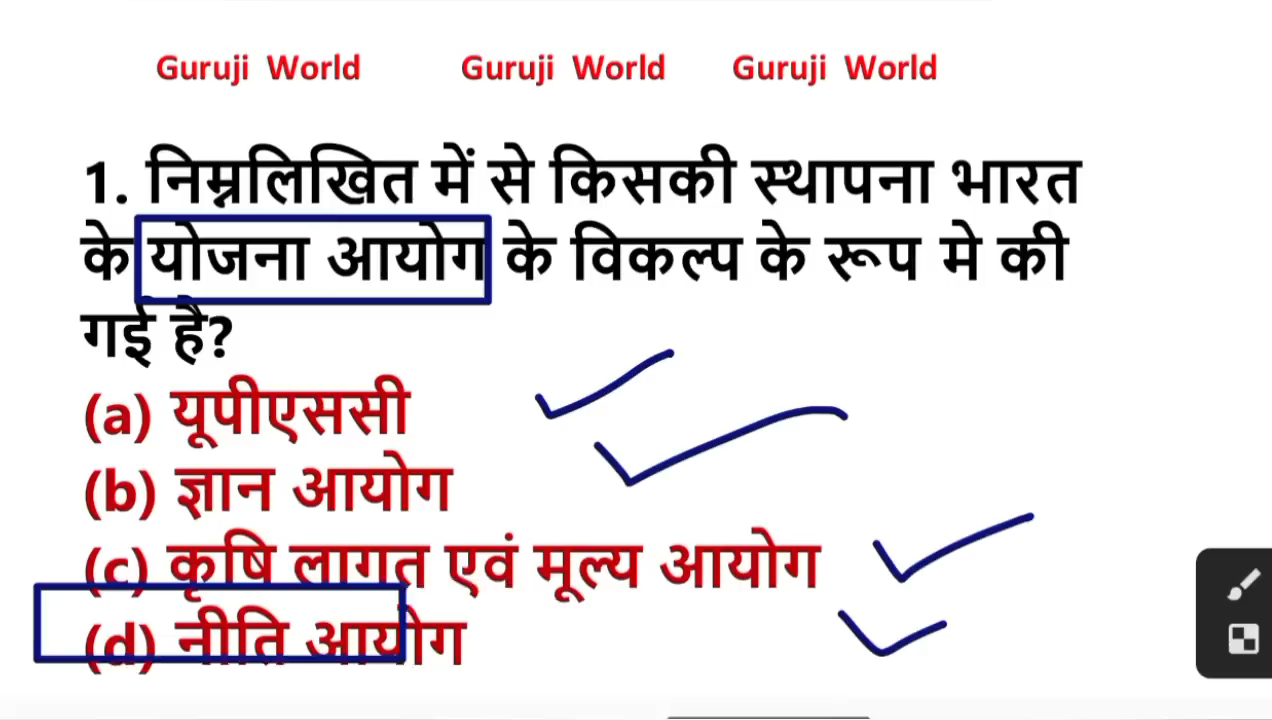 Guruji World Guruji World Guruji World
1. निम्नलिखित में से किसकी स्थापना भारत
के योजना आयोग के विकल्प के रूप मे की
गई है?
(a) यूपीएससी
(b) ज्ञान आयोग
(c) कृषि लागत एवं मूल्य आयोग
(d) नीति आयोग